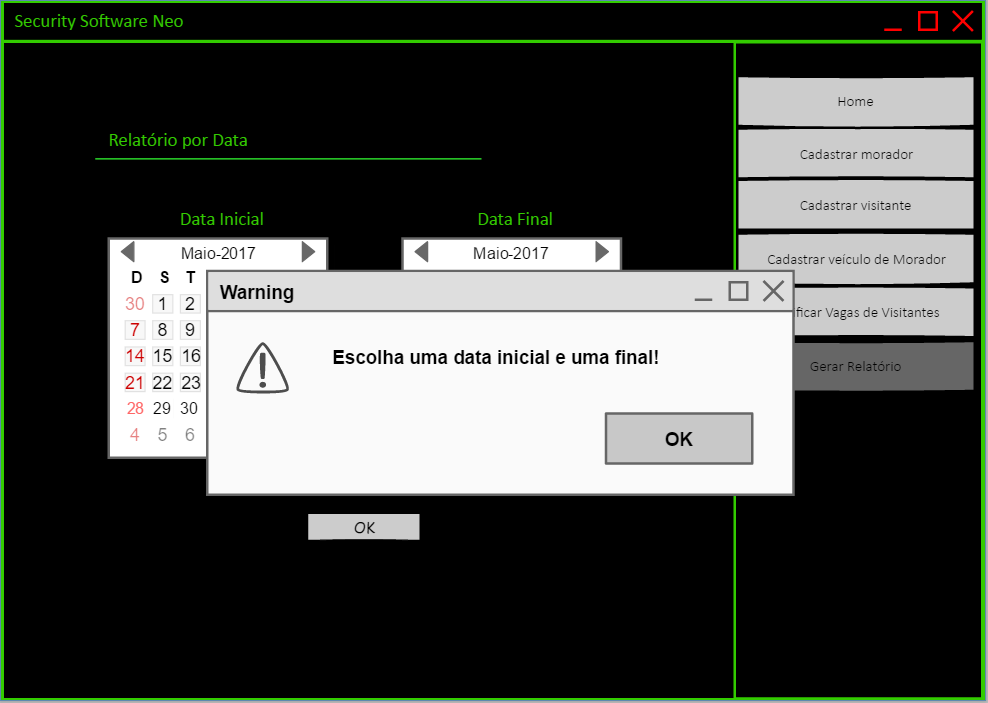 Security Software Neo
Home
Relatório por Data
Cadastrar morador
Cadastrar visitante
Data Inicial
Data Final
Maio-2017
Maio-2017
Cadastrar veículo de Morador
D S T
Warning
30 1 2
ficar Vagas de Visitantes
7 8 9
14 15 16
Escolha uma data inicial e uma final!
Gerar Relatório
21 22 23
28 29 30
4 5 6
OK
OK